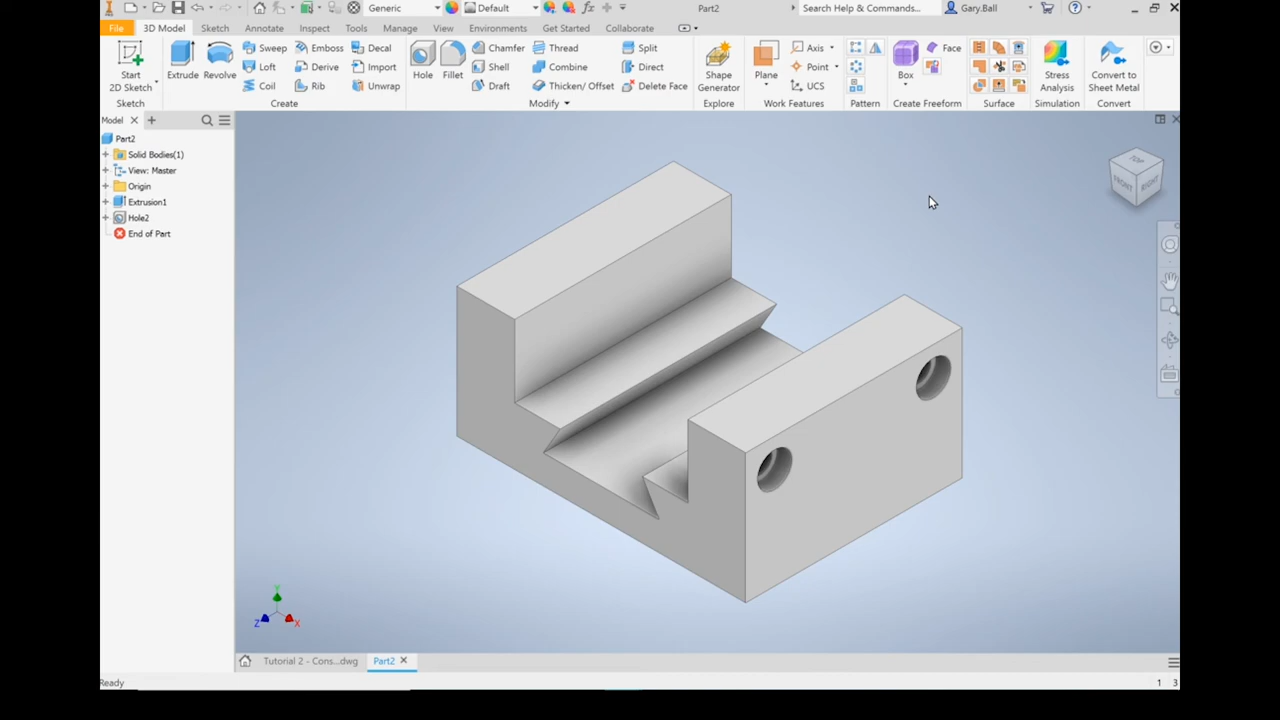 Generic
Default
Part2
Search Help & Commands...
Gary.Ball
File
3D Model
Sketch
Annotate
Inspect
Tools
Manage
View
Environments
Get Started
Collaborate
Start
2D Sketch
Extrude
Revolve
Sweep
Loft
Coil
Emboss
Derive
Rib
Decal
Import
Unwrap
Hole
Fillet
Chamfer
Shell
Draft
Thread
Combine
Thicken/ Offset
Split
Direct
Delete Face
Shape
Generator
Plane
Axis
Point
UCS
Box
Face
Stress
Analysis
Convert to
Sheet Metal
Sketch
Create
Modify
Explore
Work Features
Pattern
Create Freeform
Surface
Simulation
Convert
Model
Part2
Solid Bodies(1)
View: Master
Origin
Extrusion1
Hole2
End of Part
TOP
FRONT
RIGHT
Y
Z
X
Tutorial 2 - Cons...dwg
Part2
Ready
1
3